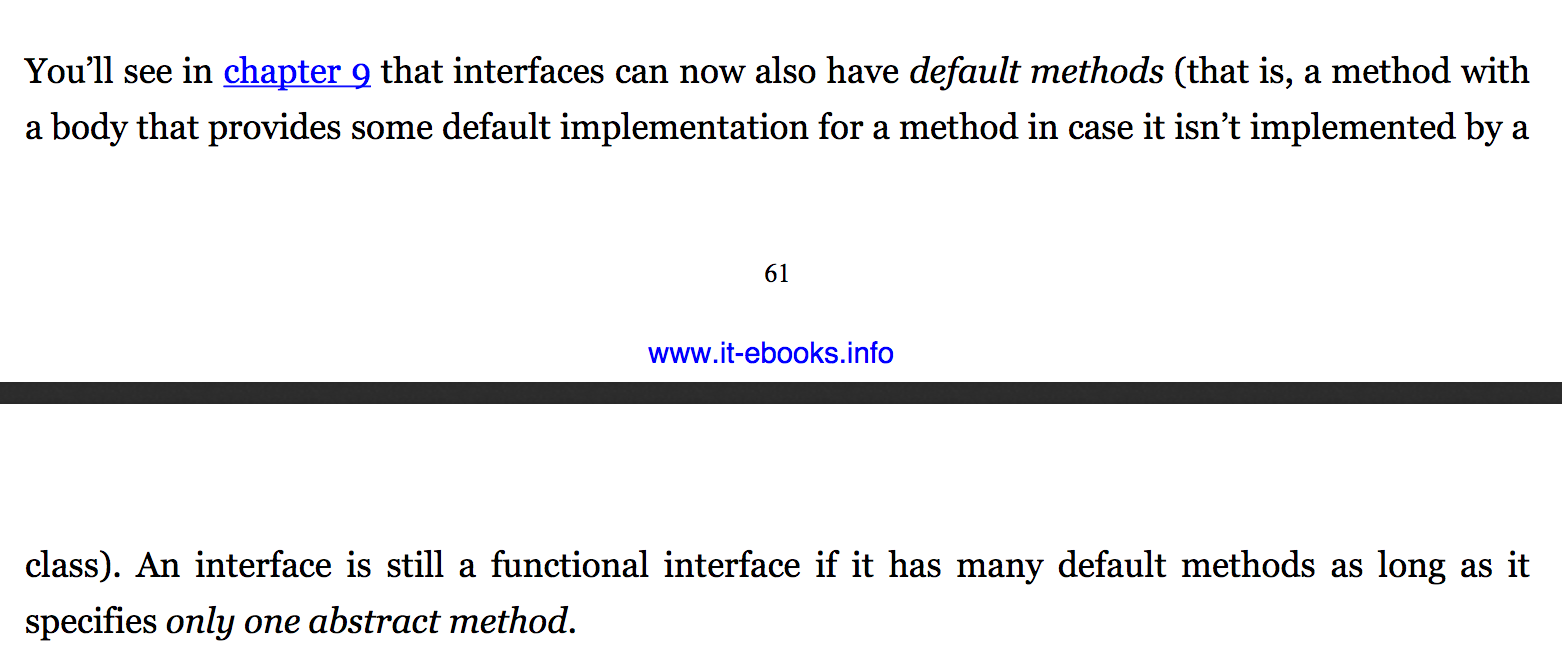 You’ll see in chapter 9 that interfaces can now also have default methods (that is, a method with
a body that provides some default implementation for a method in case it isn’t implemented by a
61
www.it-ebooks.info
class). An interface is still a functional interface if it has many default methods as long as it
specifies only one abstract method.